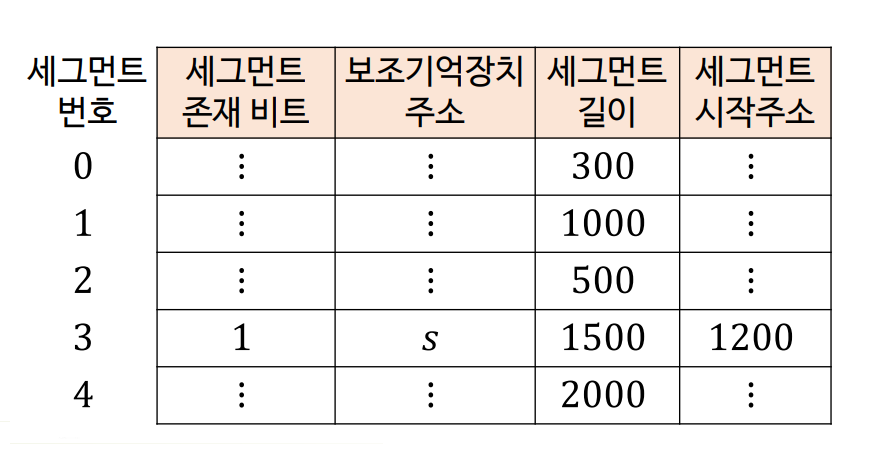 세그먼트 번호 세그먼트 존재 비트 보조기억장치 주소 세그먼트 길이 세그먼트 시작주소
0 ⋮ ⋮ 300 ⋮
1 ⋮ ⋮ 1000 ⋮
2 ⋮ ⋮ 500 ⋮
3 1 s 1500 1200
4 ⋮ ⋮ 2000 ⋮